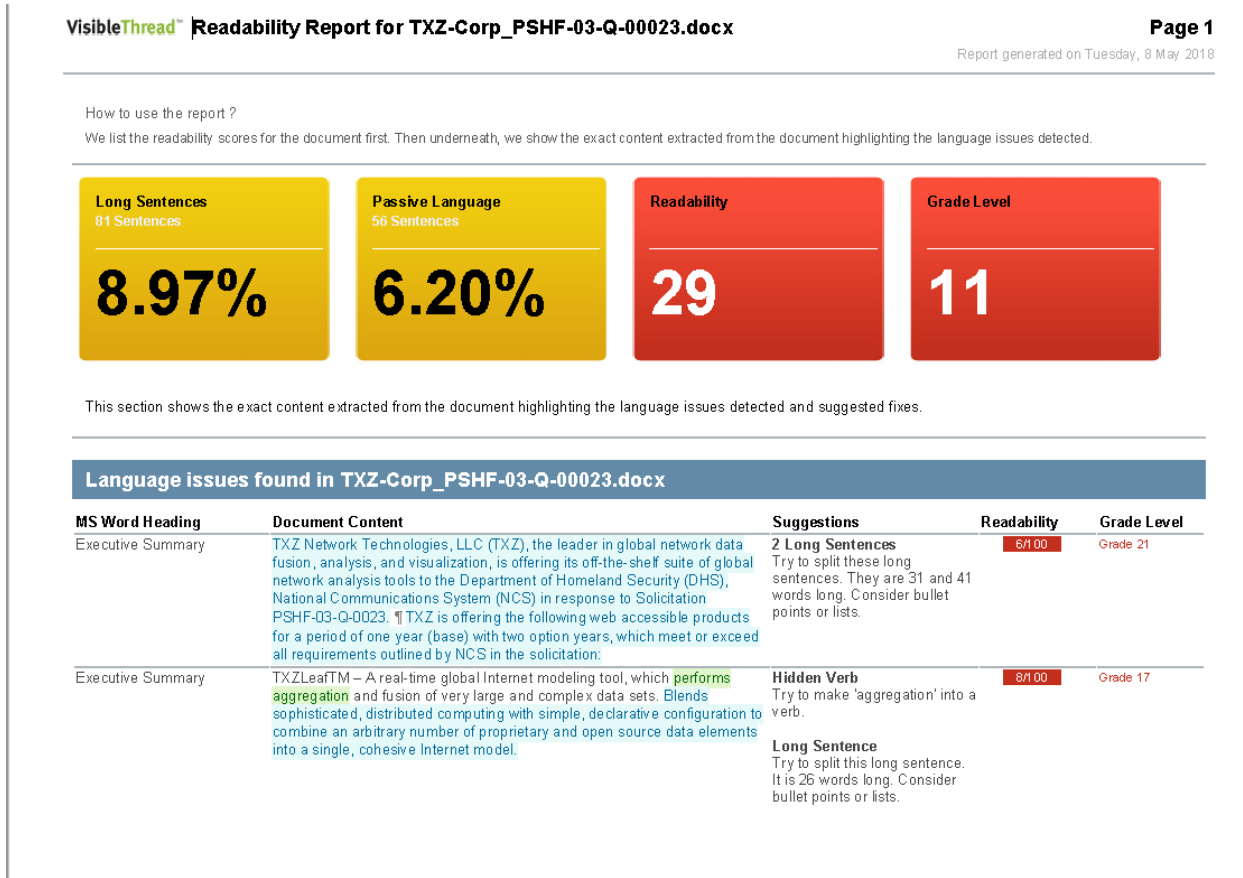 VisibleThread™ Readability Report for TXZ-Corp_PSHF-03-Q-00023.docx Page 1
Report generated on Tuesday, 8 May 2018
How to use the report ?
We list the readability scores for the document first. Then underneath, we show the exact content extracted from the document highlighting the language issues detected.
Long Sentences
81 Sentences
8.97%
Passive Language
56 Sentences
6.20%
Readability
29
Grade Level
11
This section shows the exact content extracted from the document highlighting the language issues detected and suggested fixes.
Language issues found in TXZ-Corp_PSHF-03-Q-00023.docx
MS Word Heading Document Content Suggestions Readability Grade Level
Executive Summary
TXZ Network Technologies, LLC (TXZ), the leader in global network data
fusion, analysis, and visualization, is offering its off-the-shelf suite of global
network analysis tools to the Department of Homeland Security (DHS),
National Communications System (NCS) in response to Solicitation
PSHF-03-Q-0023. ¶ TXZ is offering the following web accessible products
for a period of one year (base) with two option years, which meet or exceed
all requirements outlined by NCS in the solicitation:
2 Long Sentences
Try to split these long
sentences. They are 31 and 41
words long. Consider bullet
points or lists.
6/100
Grade 21
Executive Summary
TXZLeafTM – A real-time global Internet modeling tool, which performs
aggregation and fusion of very large and complex data sets. Blends
sophisticated, distributed computing with simple, declarative configuration to
combine an arbitrary number of proprietary and open source data elements
into a single, cohesive Internet model.
Hidden Verb
Try to make 'aggregation' into a
verb.
Long Sentence
Try to split this long sentence.
It is 26 words long. Consider
bullet points or lists.
8/100
Grade 17